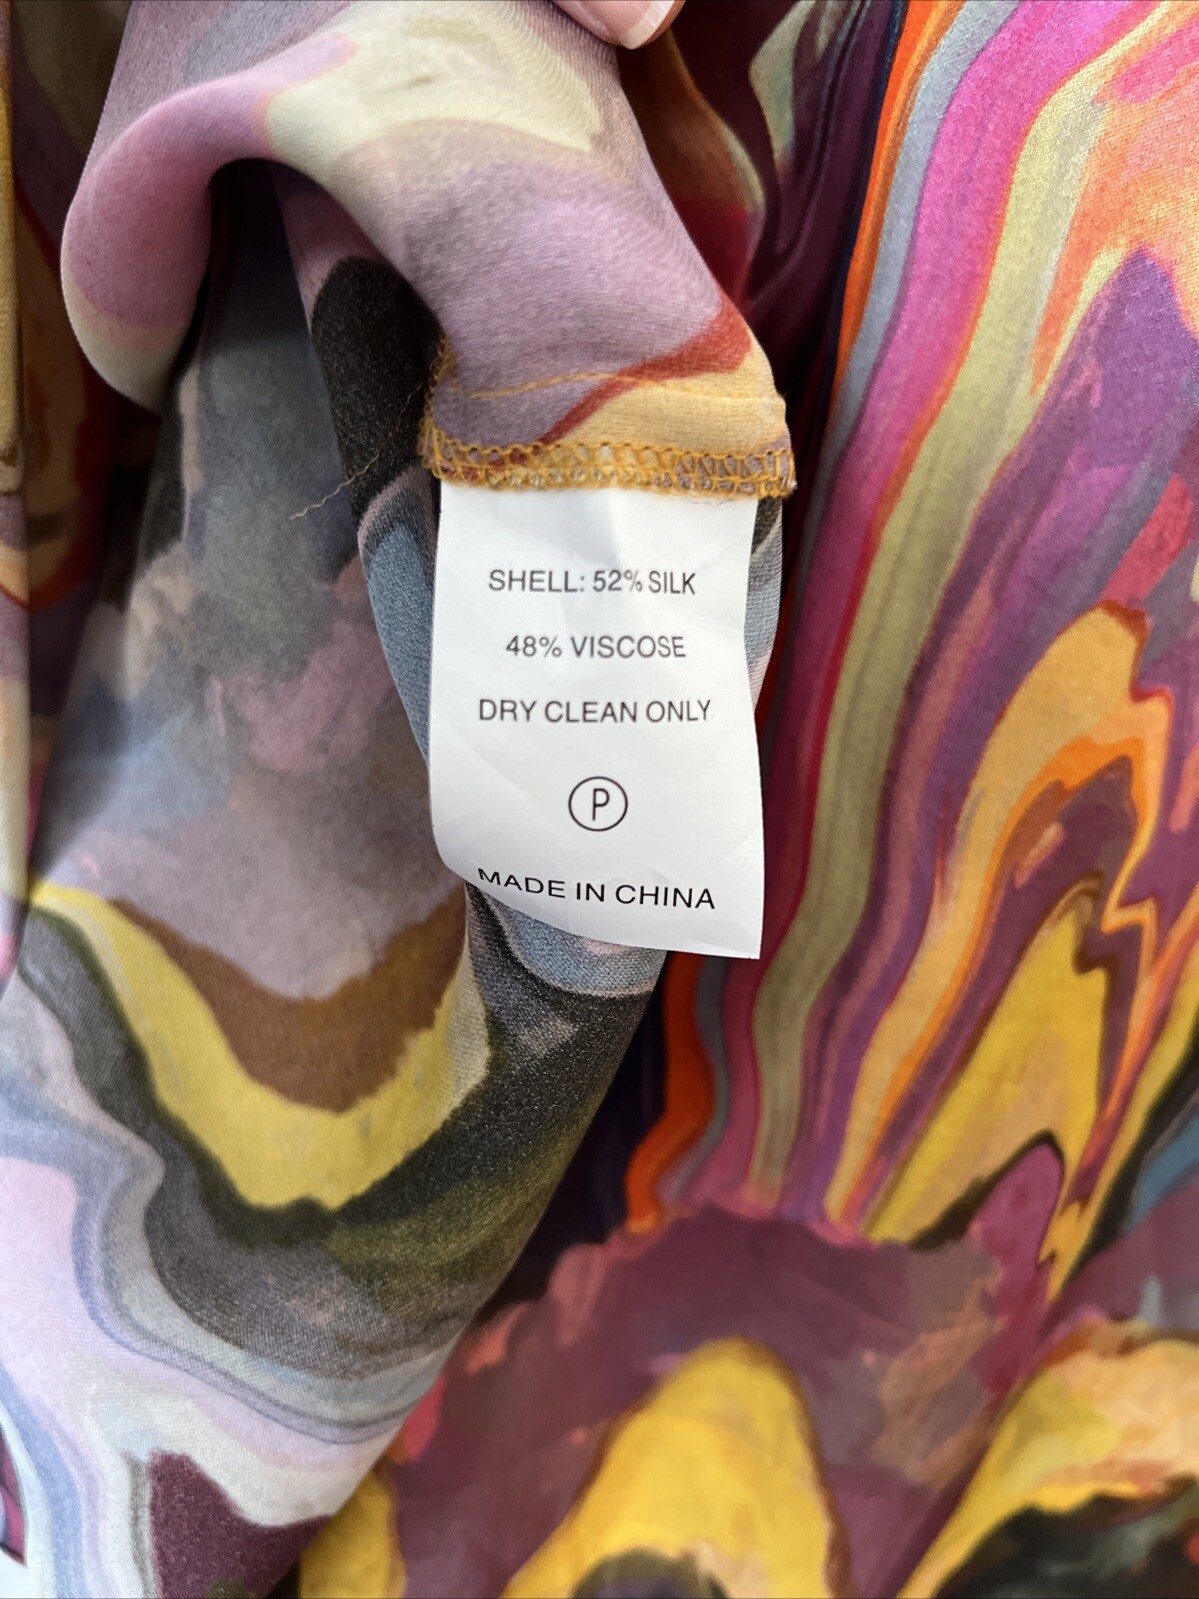 SHELL: 52% SILK
48% VISCOSE
DRY CLEAN ONLY
P
MADE IN CHINA